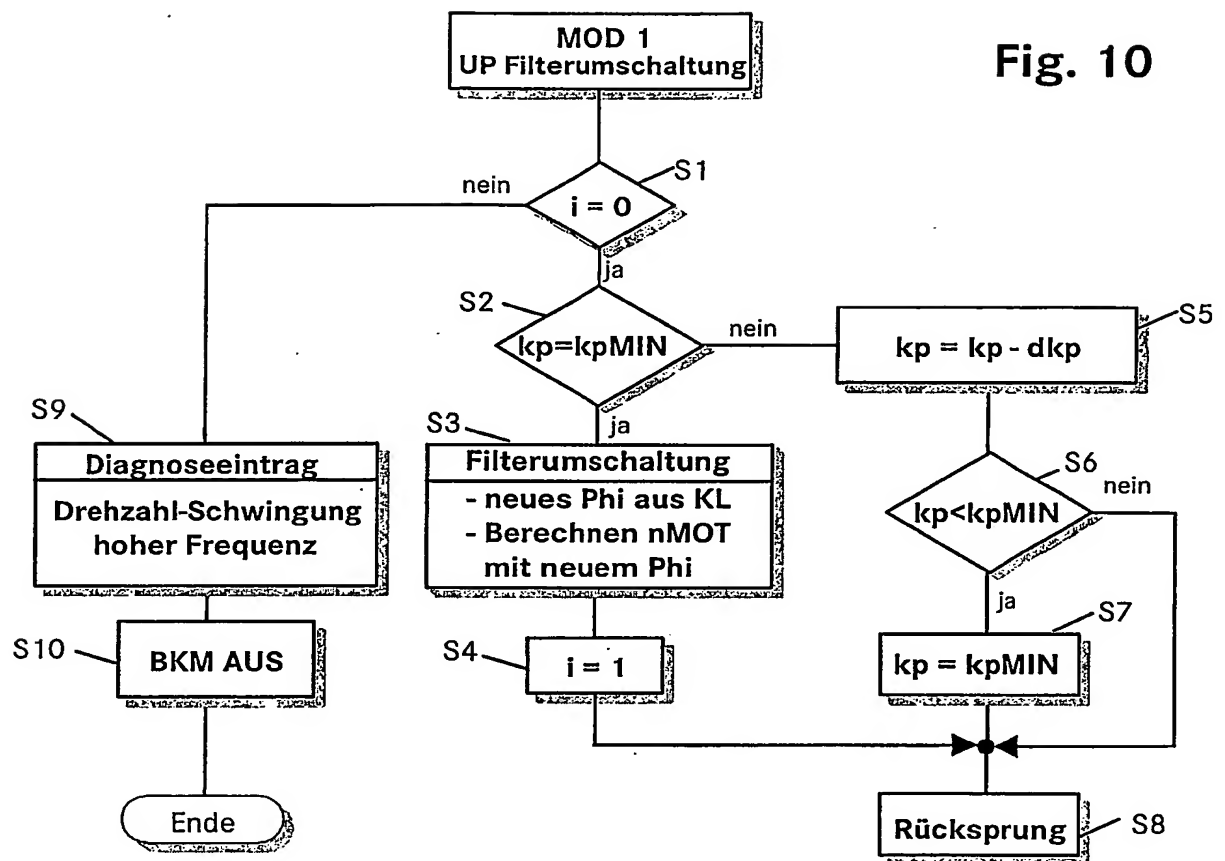 MOD 1
UP Filterumschaltung
Fig. 10
S1
nein
i = 0
ja
S2
kp=kpMIN
nein
S5
kp = kp - dkp
ja
S9
Diagnoseeintrag
Drehzahl-Schwingung
hoher Frequenz
S3
Filterumschaltung
- neues Phi aus KL
- Berechnen nMOT
mit neuem Phi
S6
nein
kp<kpMIN
ja
S10
BKM AUS
S4
i = 1
S7
kp = kpMIN
Ende
Rücksprung
S8